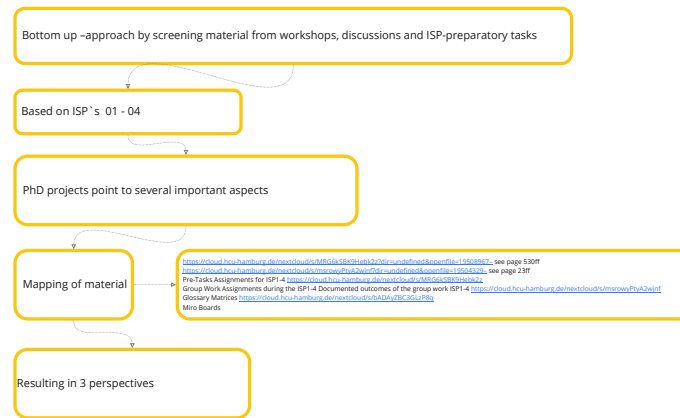 Bottom up –approach by screening material from workshops, discussions and ISP-preparatory tasks
Based on ISP`s 01 - 04
PhD projects point to several important aspects
Mapping of material
https://cloud.hcu-hamburg.de/nextcloud/s/MRG6kSBK9Hebk2z?dir=undefined&openfile=19508967– see page 530ff
https://cloud.hcu-hamburg.de/nextcloud/s/msrowyPtyA2wjnf?dir=undefined&openfile=19504329– see page 23ff
Pre-Tasks Assignments for ISP1-4 https://cloud.hcu-hamburg.de/nextcloud/s/MRG6kSBK9Hebk2z
Group Work Assignments during the ISP1-4 Documented outcomes of the group work ISP1-4 https://cloud.hcu-hamburg.de/nextcloud/s/msrowyPtyA2wjnf
Glossary Matrices https://cloud.hcu-hamburg.de/nextcloud/s/bADAyZBC3GLzP8q
Miro Boards
Resulting in 3 perspectives